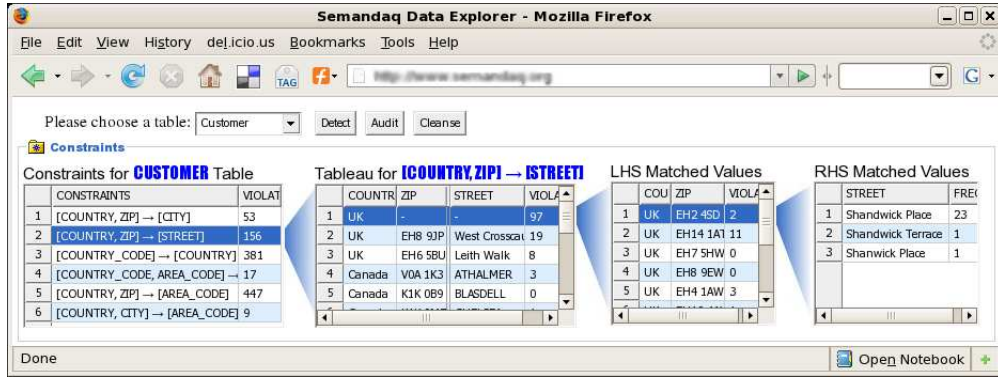 Semandaq Data Explorer - Mozilla Firefox
File Edit View History del.icio.us Bookmarks Tools Help
TAG G
Please choose a table: Customer Detect Audit Cleanse
Constraints
Constraints for CUSTOMER Table
CONSTRAINTS VIOLAT
1 [COUNTRY, ZIP] → [CITY] 53
2 [COUNTRY, ZIP] → [STREET] 156
3 [COUNTRY_CODE] → [COUNTRY] 381
4 [COUNTRY_CODE, AREA_CODE] → 17
5 [COUNTRY, ZIP] → [AREA_CODE] 447
6 [COUNTRY, CITY] → [AREA_CODE] 9
Tableau for [COUNTRY, ZIP] → [STREET]
COUNTR ZIP STREET VIOLA
1 UK - - 97
2 UK EH8 9JP West Crosscau 19
3 UK EH6 5BU Leith Walk 8
4 Canada V0A 1K3 ATHALMER 3
5 Canada K1K 0B9 BLASDELL 0
LHS Matched Values
COU ZIP VIOLA
1 UK EH2 4SD 2
2 UK EH14 1AT 11
3 UK EH7 5HW 0
4 UK EH8 9EW 0
5 UK EH4 1AW 3
RHS Matched Values
STREET FREQ
1 Shandwick Place 23
2 Shandwick Terrace 1
3 Shanwick Place 1
Done Open Notebook